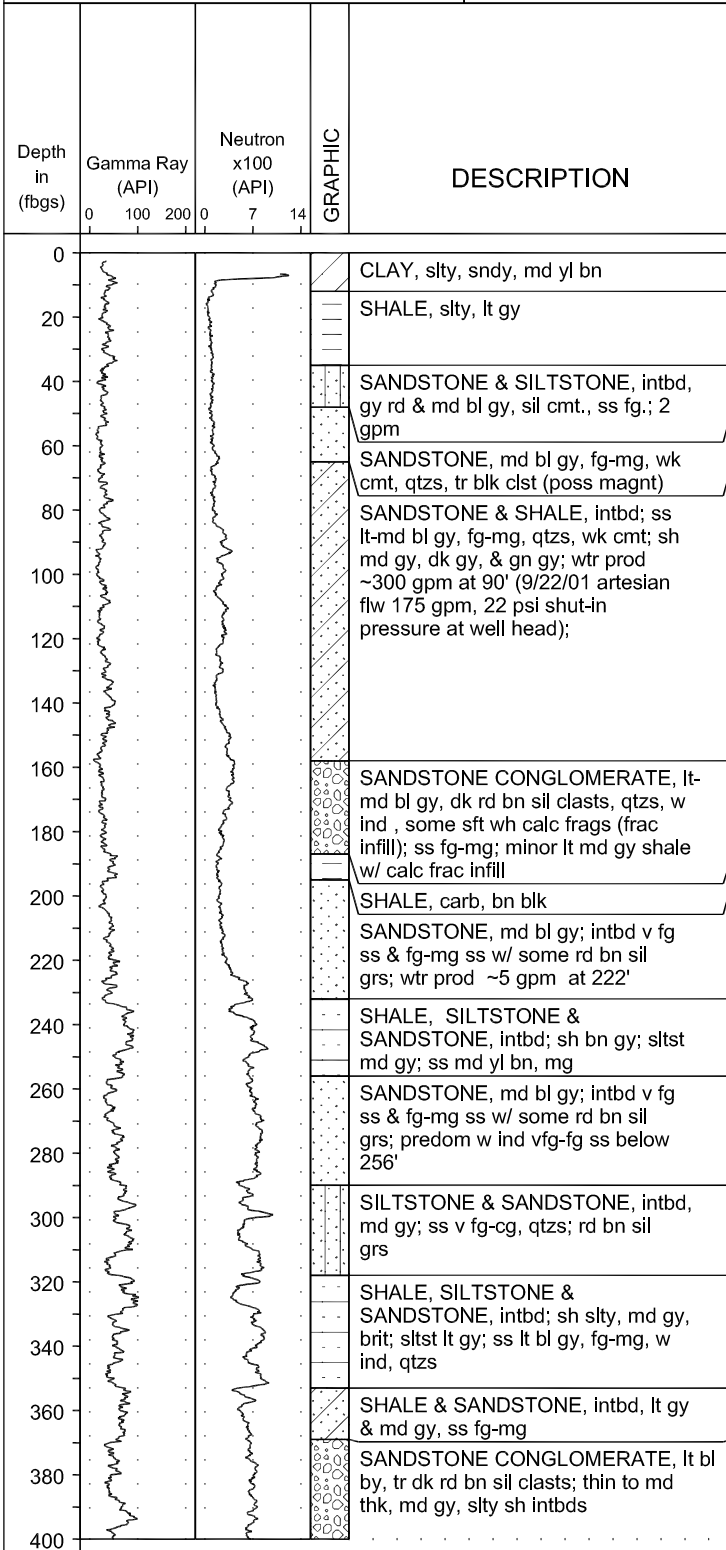 Depth
in
(fbgs)
Gamma Ray
(API)
0 100 200
Neutron
x100
(API)
0 7 14
GRAPHIC
DESCRIPTION
0
20
40
60
80
100
120
140
160
180
200
220
240
260
280
300
320
340
360
380
400
CLAY, slty, sndy, md yl bn
SHALE, slty, lt gy
SANDSTONE & SILTSTONE, intbd,
gy rd & md bl gy, sil cmt., ss fg.; 2
gpm
SANDSTONE, md bl gy, fg-mg, wk
cmt, qtzs, tr blk clst (poss magnt)
SANDSTONE & SHALE, intbd; ss
lt-md bl gy, fg-mg, qtzs, wk cmt; sh
md gy, dk gy, & gn gy; wtr prod
~300 gpm at 90' (9/22/01 artesian
flw 175 gpm, 22 psi shut-in
pressure at well head);
SANDSTONE CONGLOMERATE, lt-
md bl gy, dk rd bn sil clasts, qtzs, w
ind , some sft wh calc frags (frac
infill); ss fg-mg; minor lt md gy shale
w/ calc frac infill
SHALE, carb, bn blk
SANDSTONE, md bl gy; intbd v fg
ss & fg-mg ss w/ some rd bn sil
grs; wtr prod ~5 gpm at 222'
SHALE, SILTSTONE &
SANDSTONE, intbd; sh bn gy; sltst
md gy; ss md yl bn, mg
SANDSTONE, md bl gy; intbd v fg
ss & fg-mg ss w/ some rd bn sil
grs; predom w ind vfg-fg ss below
256'
SILTSTONE & SANDSTONE, intbd,
md gy; ss v fg-cg, qtzs; rd bn sil
grs
SHALE, SILTSTONE &
SANDSTONE, intbd; sh slty, md gy,
brit; sltst lt gy; ss lt bl gy, fg-mg, w
ind, qtzs
SHALE & SANDSTONE, intbd, lt gy
& md gy, ss fg-mg
SANDSTONE CONGLOMERATE, lt bl
by, tr dk rd bn sil clasts; thin to md
thk, md gy, slty sh intbds